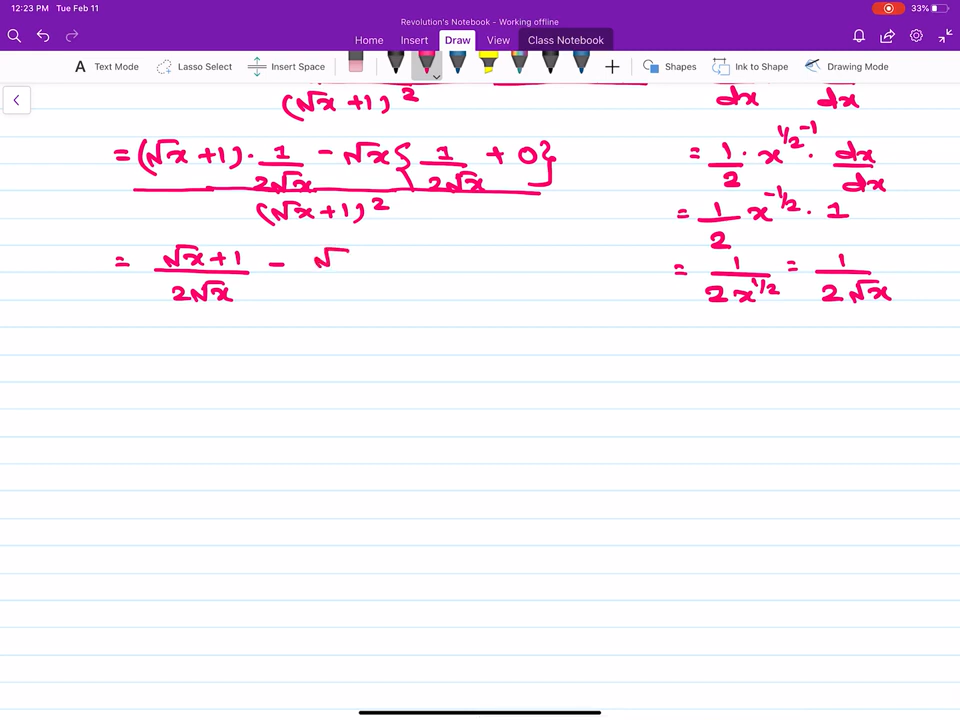 12:23 PM Tue Feb 11
33%
Revolution's Notebook - Working offline
Home Insert Draw View Class Notebook
Text Mode Lasso Select Insert Space Shapes Ink to Shape Drawing Mode
(√x +1)² dx dx
= (√x +1) · 1/2√x - √x { 1/2√x + 0 }
(√x +1)²
= √x+1/2√x - √
= 1/2 · x^1/2 -1 · dx/dx
= 1/2 x^-1/2 · 1
= 1/2x^1/2 = 1/2√x